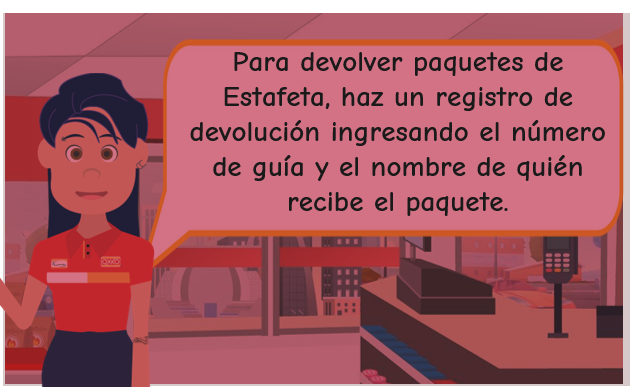 Para devolver paquetes de
Estafeta, haz un registro de
devolución ingresando el número
de guía y el nombre de quién
recibe el paquete.
OXXO